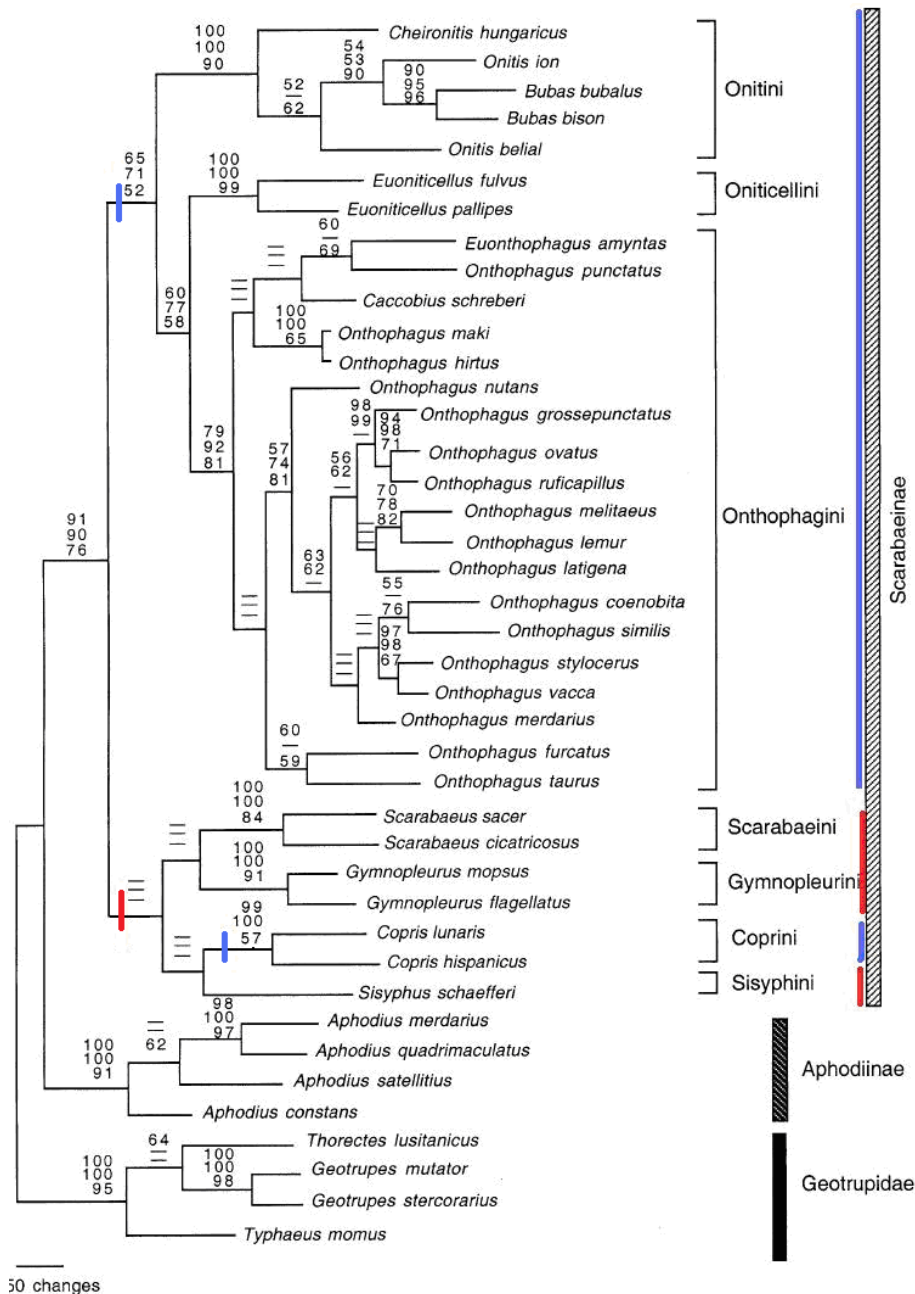 100
100
90
Cheironitis hungaricus
54
53
90
Onitis ion
52
—
62
90
95
96
Bubas bubalus
Bubas bison
Onitis belial
Onitini
65
71
52
100
100
99
Euoniticellus fulvus
Euoniticellus pallipes
Oniticellini
60
77
58
60
—
69
Euonthophagus amyntas
Onthophagus punctatus
Caccobius schreberi
100
100
65
Onthophagus maki
Onthophagus hirtus
Onthophagus nutans
79
92
81
57
74
81
98
99
—
Onthophagus grossepunctatus
94
98
71
Onthophagus ovatus
Onthophagus ruficapillus
56
62
—
70
78
82
Onthophagus melitaeus
Onthophagus lemur
Onthophagus latigena
63
62
—
55
—
76
Onthophagus coenobita
Onthophagus similis
97
98
67
Onthophagus stylocerus
Onthophagus vacca
Onthophagus merdarius
60
—
59
Onthophagus furcatus
Onthophagus taurus
Onthophagini
91
90
76
Scarabaeinae
100
100
84
Scarabaeus sacer
Scarabaeus cicatricosus
Scarabaeini
100
100
91
Gymnopleurus mopsus
Gymnopleurus flagellatus
Gymnopleurini
99
100
57
Copris lunaris
Copris hispanicus
Coprini
Sisyphus schaefferi
Sisyphini
98
100
97
Aphodius merdarius
Aphodius quadrimaculatus
—
—
62
Aphodius satellitius
100
100
91
Aphodius constans
Aphodiinae
64
—
—
Thorectes lusitanicus
100
100
98
Geotrupes mutator
Geotrupes stercorarius
100
100
95
Typhaeus momus
Geotrupidae
50 changes